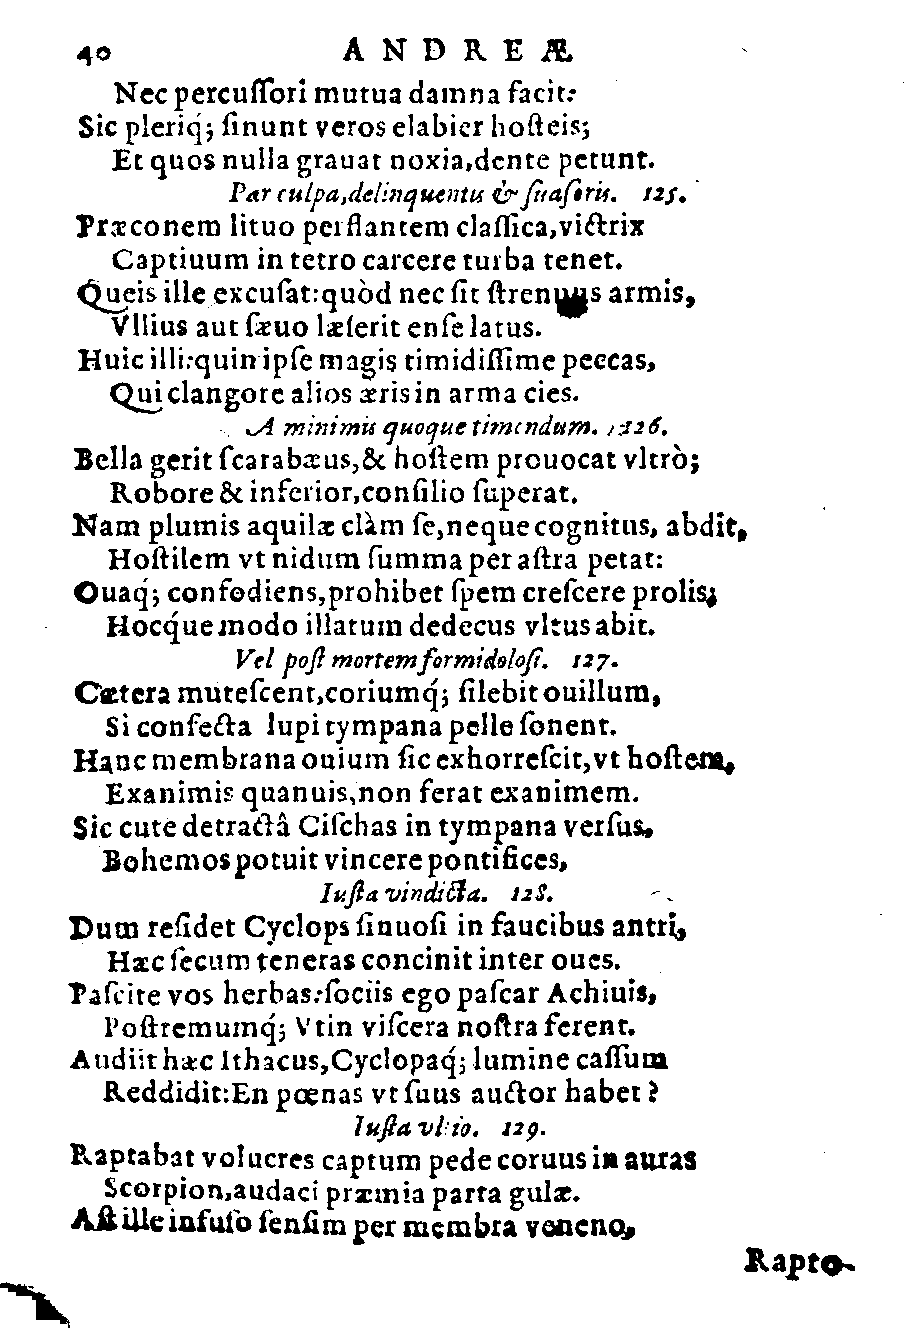 40 ANDREÆ
Nec percuſſori mutua damna facit:
Sic pleriq́; ſinunt veros elabier hoſteis;
Et quos nulla grauat noxia, dente petunt.
Par culpa, delinquentis & ſuaſoris. 125.
Præconem lituo perflantem claſſica, victrix
Captiuum in tetro carcere turba tenet.
Queis ille excuſat: quòd nec ſit ſtrenuus armis,
Vllius aut ſæuo læſerit enſe latus.
Huic illi: quin ipſe magis timidiſſime peccas,
Qui clangore alios æris in arma cies.
A minimis quoque timendum. 126.
Bella gerit ſcarabæus, & hoſtem prouocat vltrò;
Robore & inferior, conſilio ſuperat.
Nam plumis aquilæ clàm ſe, neque cognitus, abdit,
Hoſtilem vt nidum ſumma per aſtra petat:
Ouaq́; confodiens, prohibet ſpem creſcere prolis;
Hocq́ue modo illatum dedecus vltus abit.
Vel poſt mortem formidoloſi. 127.
Cætera muteſcent, coriumq́; ſilebit ouillum,
Si confecta lupi tympana pelle ſonent.
Hanc membrana ouium ſic exhorreſcit, vt hoſtem,
Exanimis quanuis, non ferat exanimem.
Sic cute detractâ Ciſchas in tympana verſus,
Bohemos potuit vincere pontifices,
Iuſta vindicta. 128.
Dum reſidet Cyclops ſinuoſi in faucibus antri,
Hæc ſecum teneras concinit inter oues.
Paſcite vos herbas: ſociis ego paſcar Achiuis,
Poſtremumq́; Vtin viſcera noſtra ferent.
Audiit hæc Ithacus, Cyclopaq́; lumine caſſum
Reddidit: En pœnas vt ſuus auctor habet?
Iuſta vltio. 129.
Raptabat volucres captum pede coruus in auras
Scorpion, audaci præmia parta gulæ.
Aſt ille infuſo ſenſim per membra veneno,
Rapto-